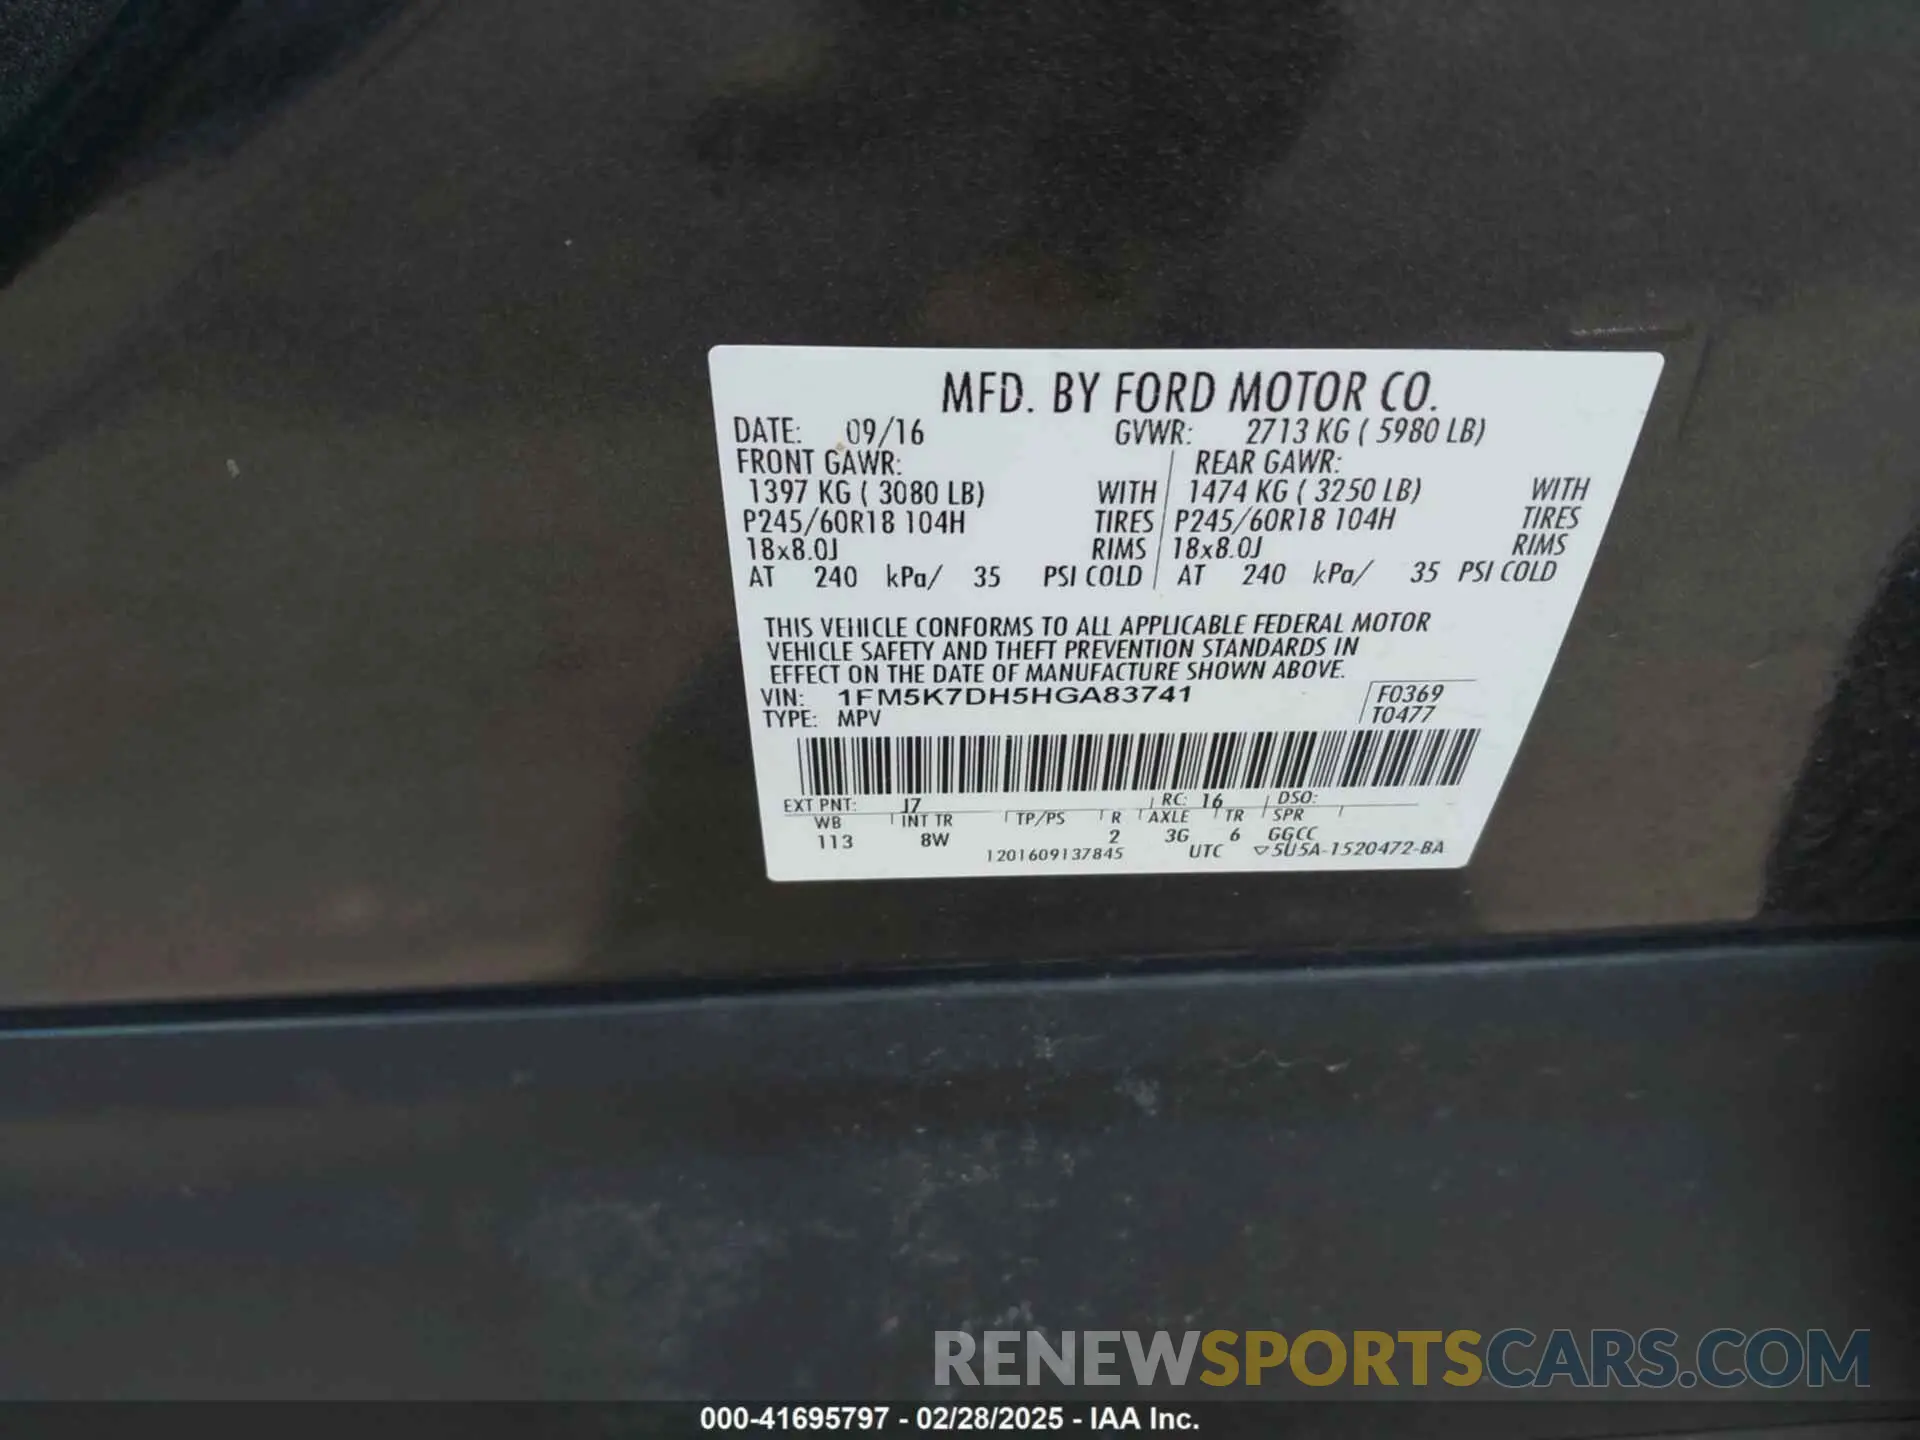 MFD. BY FORD MOTOR CO.
DATE: 09/16 GVWR: 2713 KG ( 5980 LB)
FRONT GAWR: REAR GAWR:
1397 KG ( 3080 LB) WITH 1474 KG ( 3250 LB) WITH
P245/60R18 104H TIRES P245/60R18 104H TIRES
18x8.0J RIMS 18x8.0J RIMS
AT 240 kPa/ 35 PSI COLD AT 240 kPa/ 35 PSI COLD
THIS VEHICLE CONFORMS TO ALL APPLICABLE FEDERAL MOTOR
VEHICLE SAFETY AND THEFT PREVENTION STANDARDS IN
EFFECT ON THE DATE OF MANUFACTURE SHOWN ABOVE.
VIN: 1FM5K7DH5HGA83741 F0369
TYPE: MPV T0477
EXT PNT: J7 RC: 16 DSO:
WB INT TR TP/PS R AXLE TR SPR
113 8W 2 3G 6 GGCC
1201609137845 UTC ▽5U5A-1520472-BA
RENEWSPORTSCARS.COM
000-41695797 - 02/28/2025 - IAA Inc.